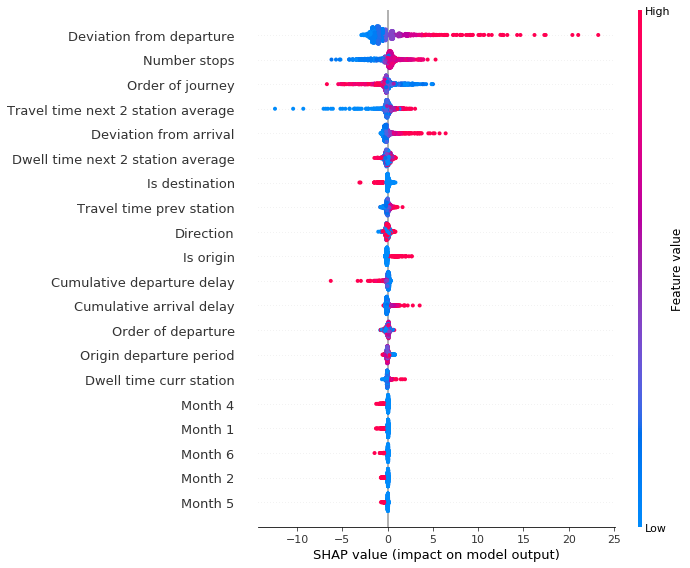 High
Deviation from departure
Number stops
Order of journey
Travel time next 2 station average
Deviation from arrival
Dwell time next 2 station average
Is destination
Travel time prev station
Direction
Is origin
Cumulative departure delay
Cumulative arrival delay
Order of departure
Origin departure period
Dwell time curr station
Month 4
Month 1
Month 6
Month 2
Month 5
Feature value
Low
−10 −5 0 5 10 15 20 25
SHAP value (impact on model output)